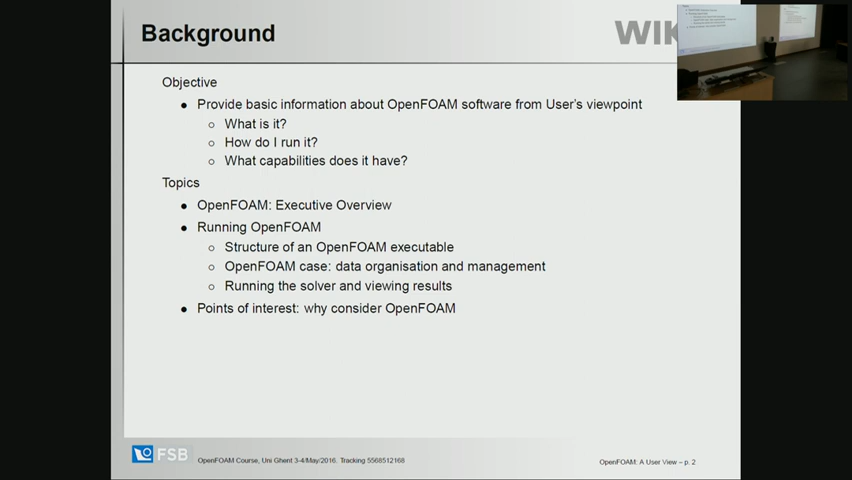 Background
WIK
Objective
● Provide basic information about OpenFOAM software from User's viewpoint
○ What is it?
○ How do I run it?
○ What capabilities does it have?
Topics
● OpenFOAM: Executive Overview
● Running OpenFOAM
○ Structure of an OpenFOAM executable
○ OpenFOAM case: data organisation and management
○ Running the solver and viewing results
● Points of interest: why consider OpenFOAM
FSB
OpenFOAM Course, Uni Ghent 3-4/May/2016. Tracking 5568512168
OpenFOAM: A User View – p. 2